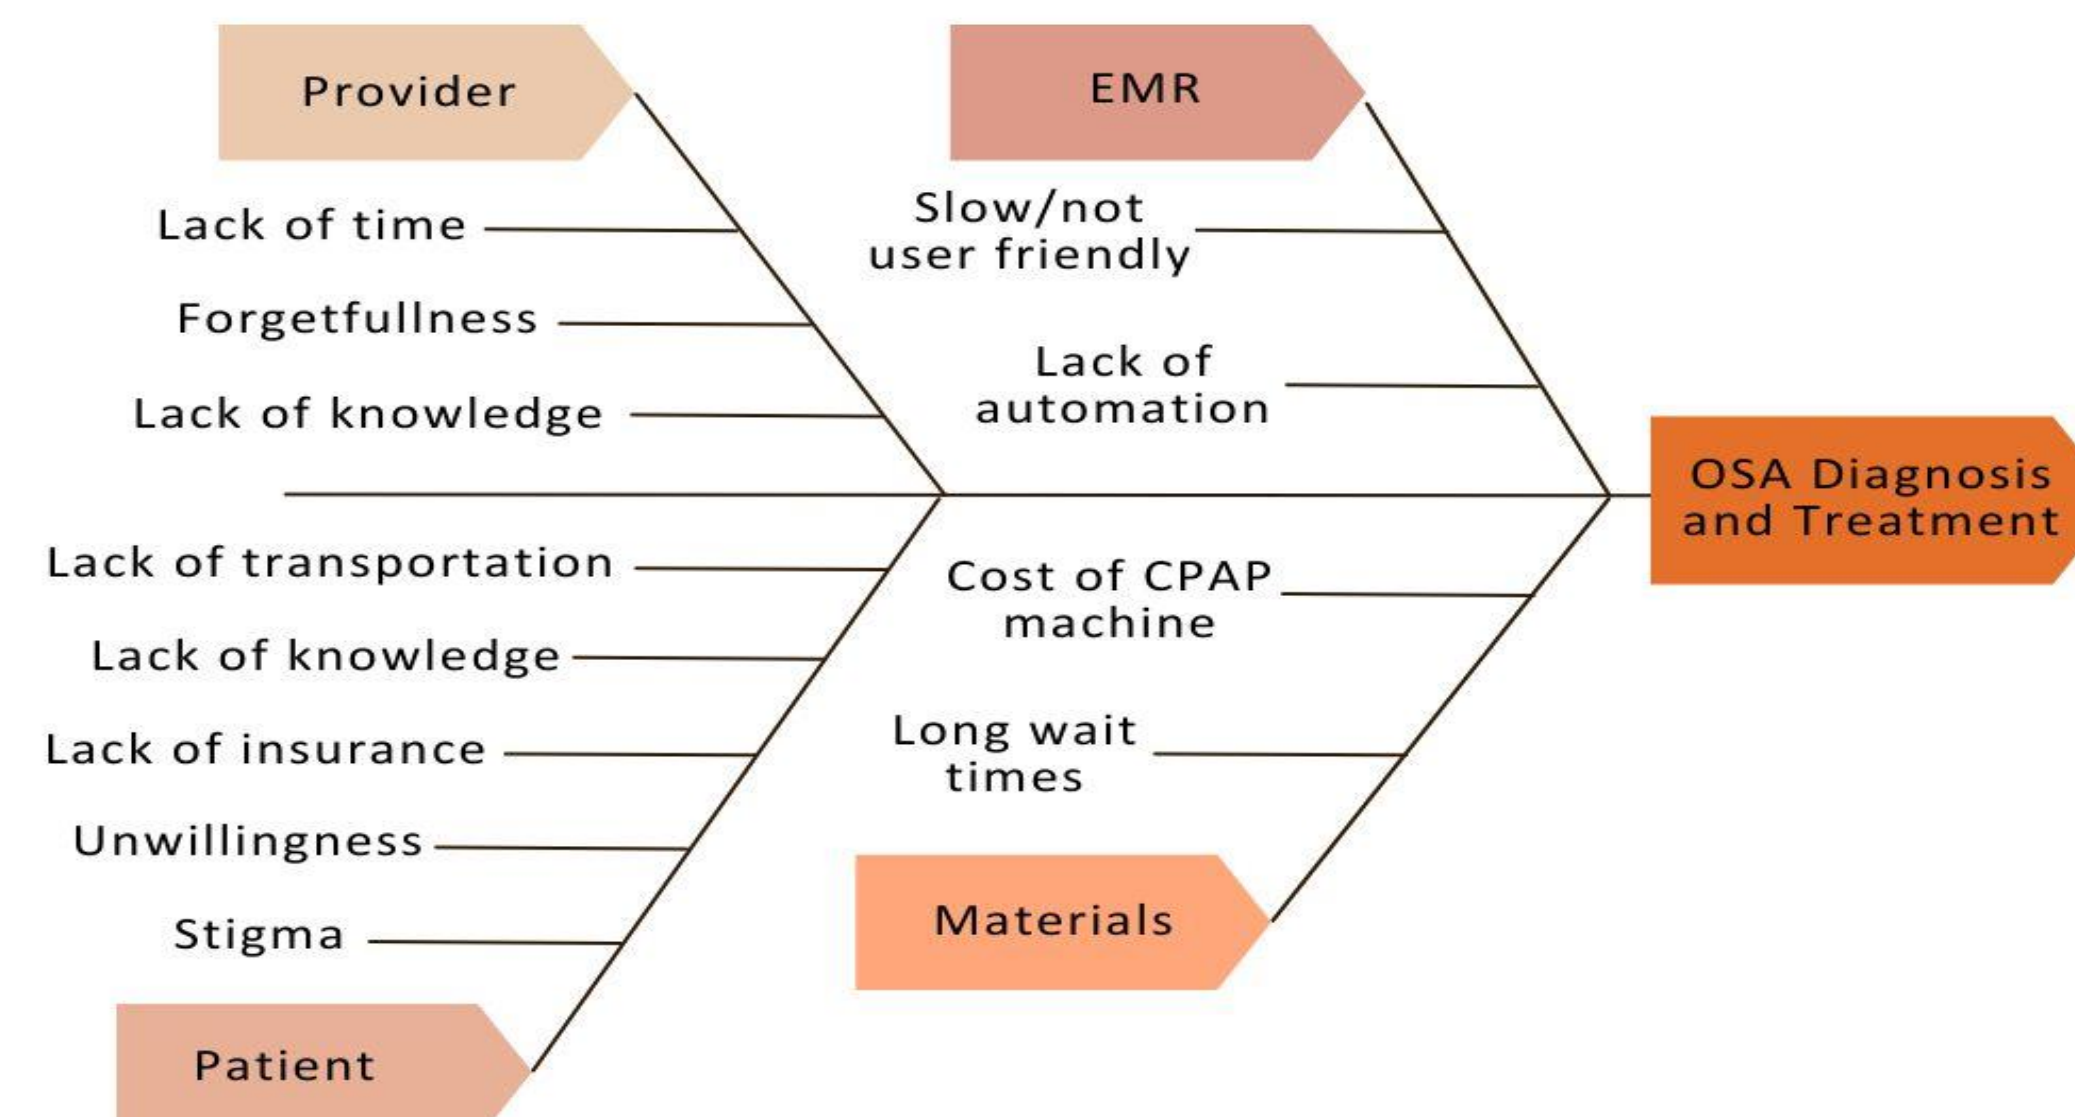 Provider
Lack of time
Forgetfullness
Lack of knowledge
EMR
Slow/not
user friendly
Lack of
automation
OSA Diagnosis
and Treatment
Lack of transportation
Lack of knowledge
Lack of insurance
Unwillingness
Stigma
Patient
Cost of CPAP
machine
Long wait
times
Materials